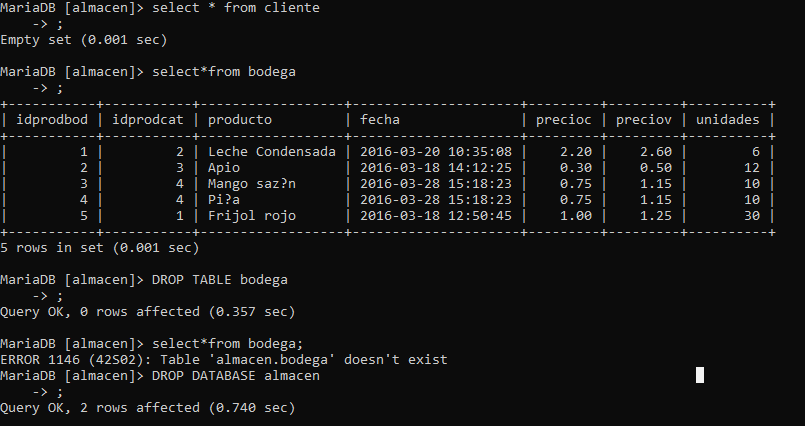 MariaDB [almacen]> select * from cliente
    -> ;
Empty set (0.001 sec)

MariaDB [almacen]> select*from bodega
    -> ;
+-----------+-----------+------------------+---------------------+---------+---------+----------+
| idprodbod | idprodcat | producto         | fecha               | precioc | preciov | unidades |
+-----------+-----------+------------------+---------------------+---------+---------+----------+
|         1 |         2 | Leche Condensada | 2016-03-20 10:35:08 |    2.20 |    2.60 |        6 |
|         2 |         3 | Apio             | 2016-03-18 14:12:25 |    0.30 |    0.50 |       12 |
|         3 |         4 | Mango saz?n      | 2016-03-28 15:18:23 |    0.75 |    1.15 |       10 |
|         4 |         4 | Pi?a             | 2016-03-28 15:18:23 |    0.75 |    1.15 |       10 |
|         5 |         1 | Frijol rojo      | 2016-03-18 12:50:45 |    1.00 |    1.25 |       30 |
+-----------+-----------+------------------+---------------------+---------+---------+----------+
5 rows in set (0.001 sec)

MariaDB [almacen]> DROP TABLE bodega
    -> ;
Query OK, 0 rows affected (0.357 sec)

MariaDB [almacen]> select*from bodega;
ERROR 1146 (42S02): Table 'almacen.bodega' doesn't exist
MariaDB [almacen]> DROP DATABASE almacen
    -> ;
Query OK, 2 rows affected (0.740 sec)